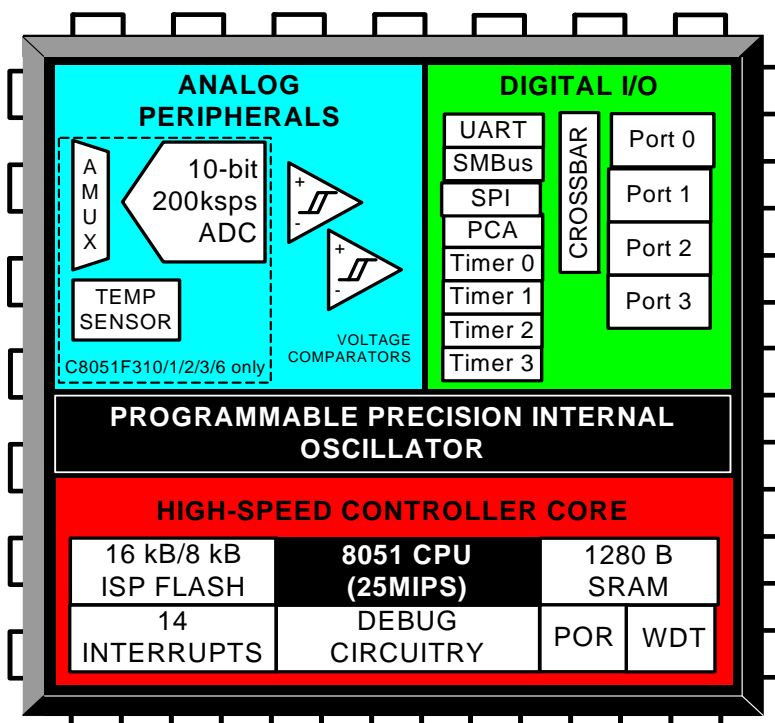 ANALOG
PERIPHERALS
A
M
U
X
10-bit
200ksps
ADC
+
-
+
-
TEMP
SENSOR
VOLTAGE
COMPARATORS
C8051F310/1/2/3/6 only
DIGITAL I/O
UART
SMBus
SPI
PCA
Timer 0
Timer 1
Timer 2
Timer 3
CROSSBAR
Port 0
Port 1
Port 2
Port 3
PROGRAMMABLE PRECISION INTERNAL
OSCILLATOR
HIGH-SPEED CONTROLLER CORE
16 kB/8 kB
ISP FLASH
8051 CPU
(25MIPS)
1280 B
SRAM
14
INTERRUPTS
DEBUG
CIRCUITRY
POR
WDT